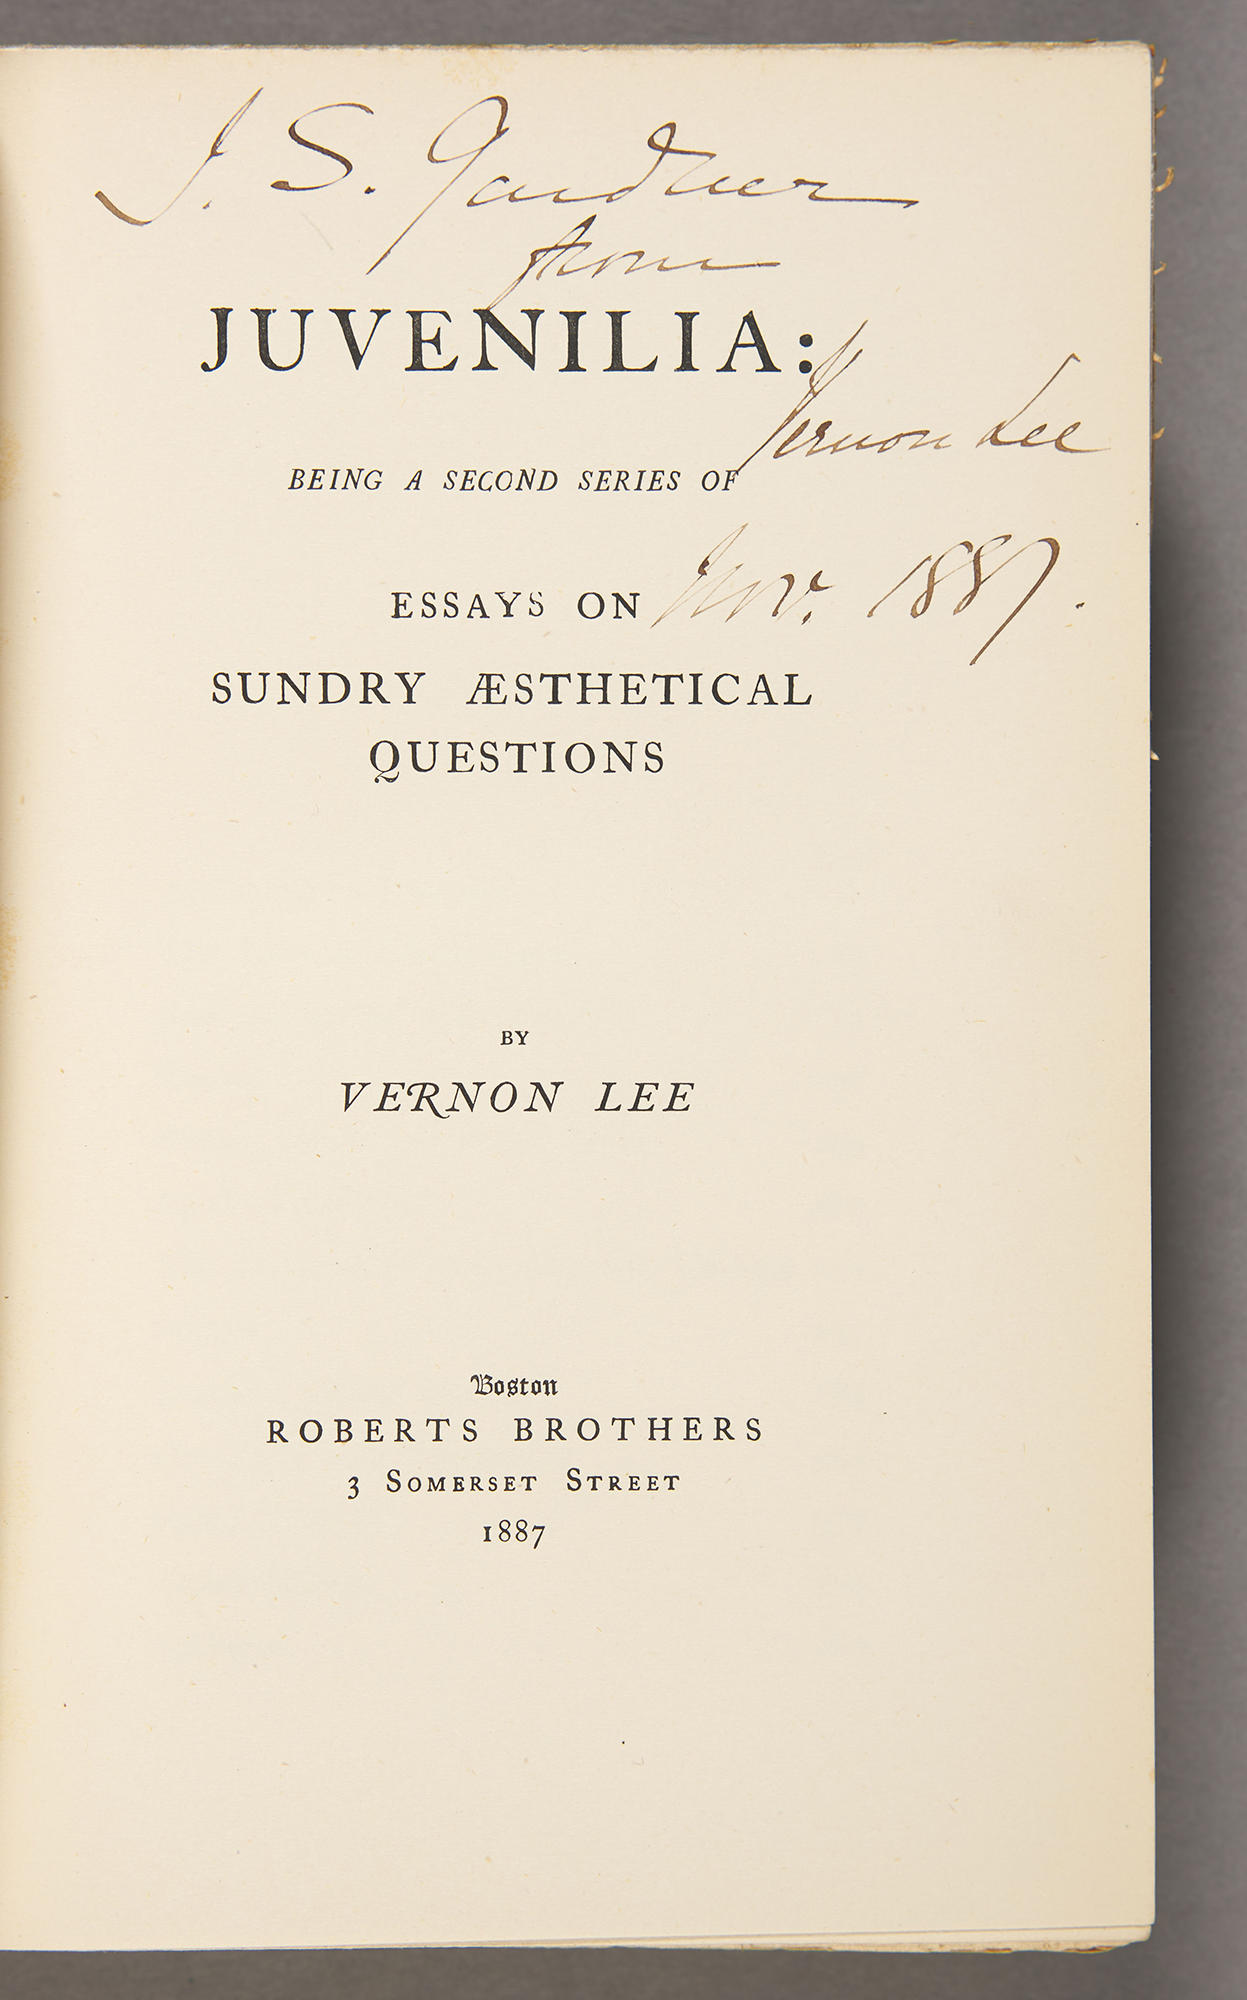 I. S. Gardner
from
JUVENILIA:
Vernon Lee
BEING A SECOND SERIES OF
Nov. 1887.
ESSAYS ON
SUNDRY ÆSTHETICAL
QUESTIONS
BY
VERNON LEE
Boston
ROBERTS BROTHERS
3 SOMERSET STREET
1887